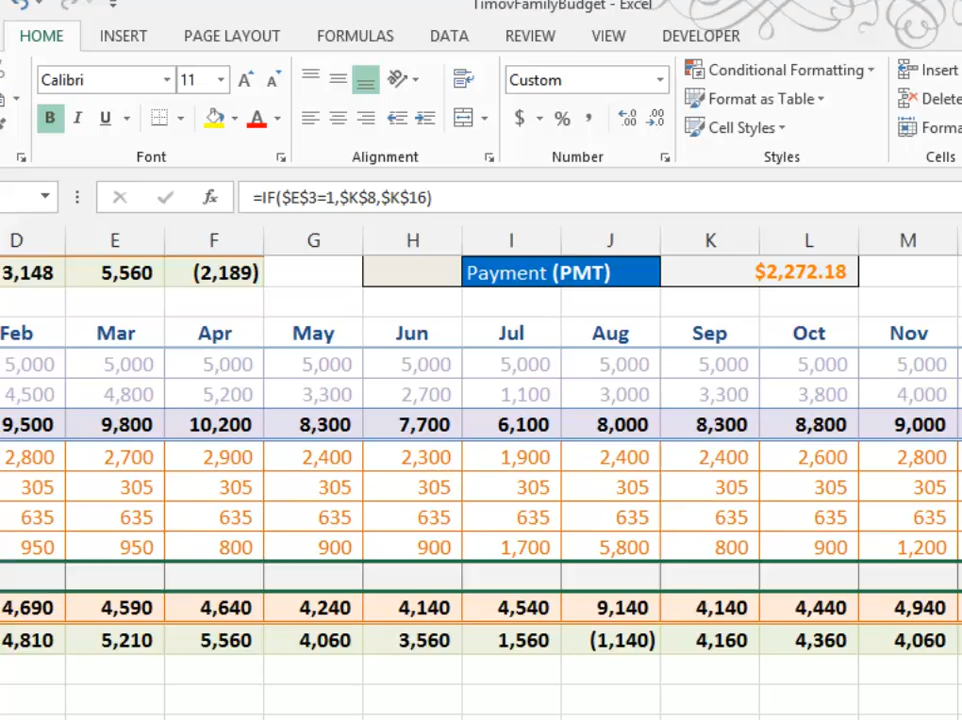 TimovFamilyBudget - Excel
HOME INSERT PAGE LAYOUT FORMULAS DATA REVIEW VIEW DEVELOPER
Calibri 11 A A Custom Conditional Formatting Insert
B I U A $ % , .00 .00 Format as Table Delete
Cell Styles Forma
Font Alignment Number Styles Cells
fx =IF($E$3=1,$K$8,$K$16)
D E F G H I J K L M
3,148 5,560 (2,189) Payment (PMT) $2,272.18
Feb Mar Apr May Jun Jul Aug Sep Oct Nov
5,000 5,000 5,000 5,000 5,000 5,000 5,000 5,000 5,000 5,000
4,500 4,800 5,200 3,300 2,700 1,100 3,000 3,300 3,800 4,000
9,500 9,800 10,200 8,300 7,700 6,100 8,000 8,300 8,800 9,000
2,800 2,700 2,900 2,400 2,300 1,900 2,400 2,400 2,600 2,800
305 305 305 305 305 305 305 305 305 305
635 635 635 635 635 635 635 635 635 635
950 950 800 900 900 1,700 5,800 800 900 1,200
4,690 4,590 4,640 4,240 4,140 4,540 9,140 4,140 4,440 4,940
4,810 5,210 5,560 4,060 3,560 1,560 (1,140) 4,160 4,360 4,060